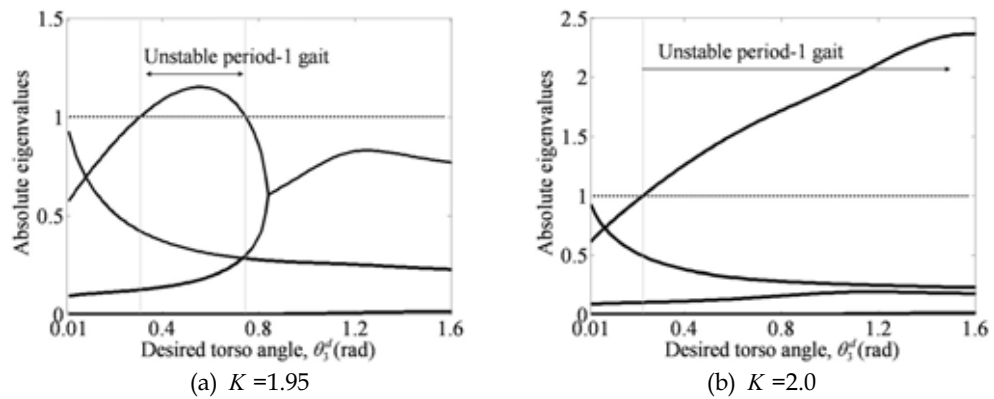 Absolute eigenvalues
1.5
1
0.5
0
Unstable period-1 gait
0.01
0.4
0.8
1.2
1.6
Desired torso angle, θ₃ᵈ(rad)
(a) K =1.95
Absolute eigenvalues
2.5
2
1.5
1
0.5
0
Unstable period-1 gait
0.01
0.4
0.8
1.2
1.6
Desired torso angle, θ₃ᵈ(rad)
(b) K =2.0